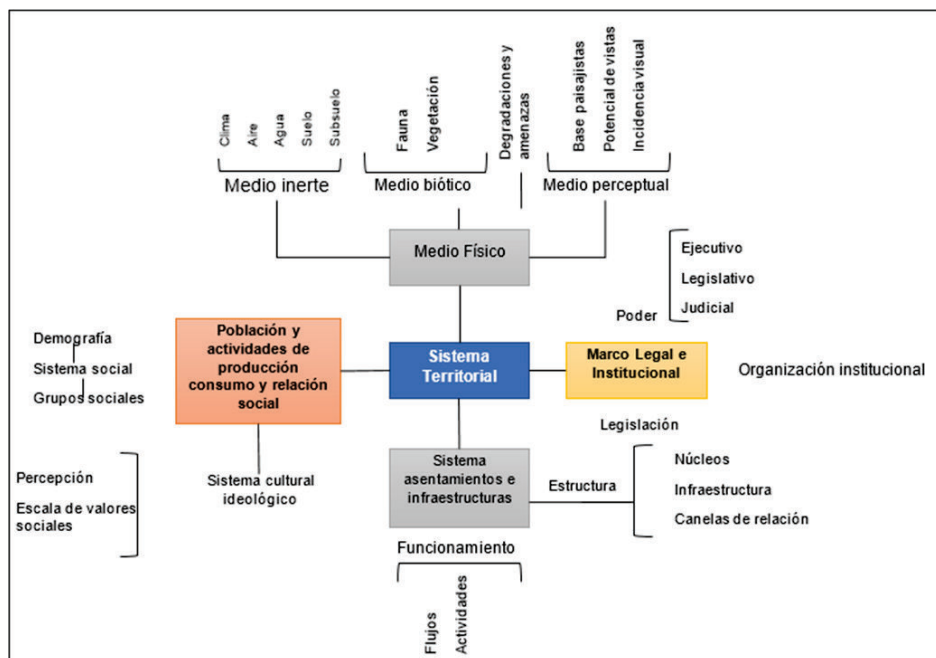 Clima
Aire
Agua
Suelo
Subsuelo
Fauna
Vegetación
Degradaciones y
amenazas
Base paisajistas
Potencial de vistas
Incidencia visual
Medio inerte
Medio biótico
Medio perceptual
Medio Físico
Poder
Ejecutivo
Legislativo
Judicial
Demografía
Sistema social
Grupos sociales
Población y
actividades de
producción
consumo y relación
social
Sistema
Territorial
Marco Legal e
Institucional
Organización institucional
Legislación
Percepción
Escala de valores
sociales
Sistema cultural
ideológico
Sistema
asentamientos e
infraestructuras
Estructura
Núcleos
Infraestructura
Canelas de relación
Funcionamiento
Flujos
Actividades